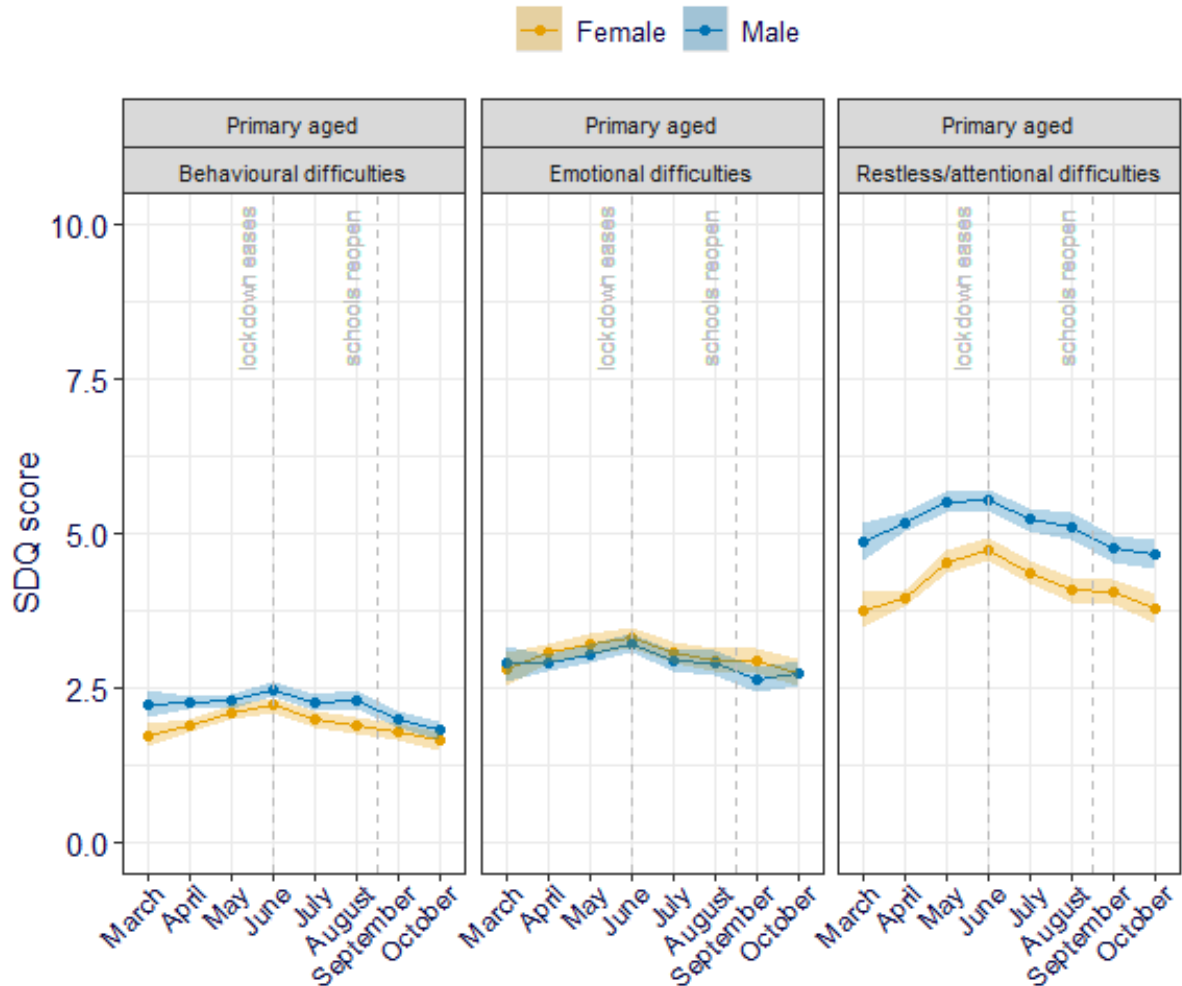 Female Male
Primary aged Primary aged Primary aged
Behavioural difficulties Emotional difficulties Restless/attentional difficulties
SDQ score
10.0
7.5
5.0
2.5
0.0
lockdown eases schools reopen lockdown eases schools reopen lockdown eases schools reopen
March April May June July August September October March April May June July August September October March April May June July August September October